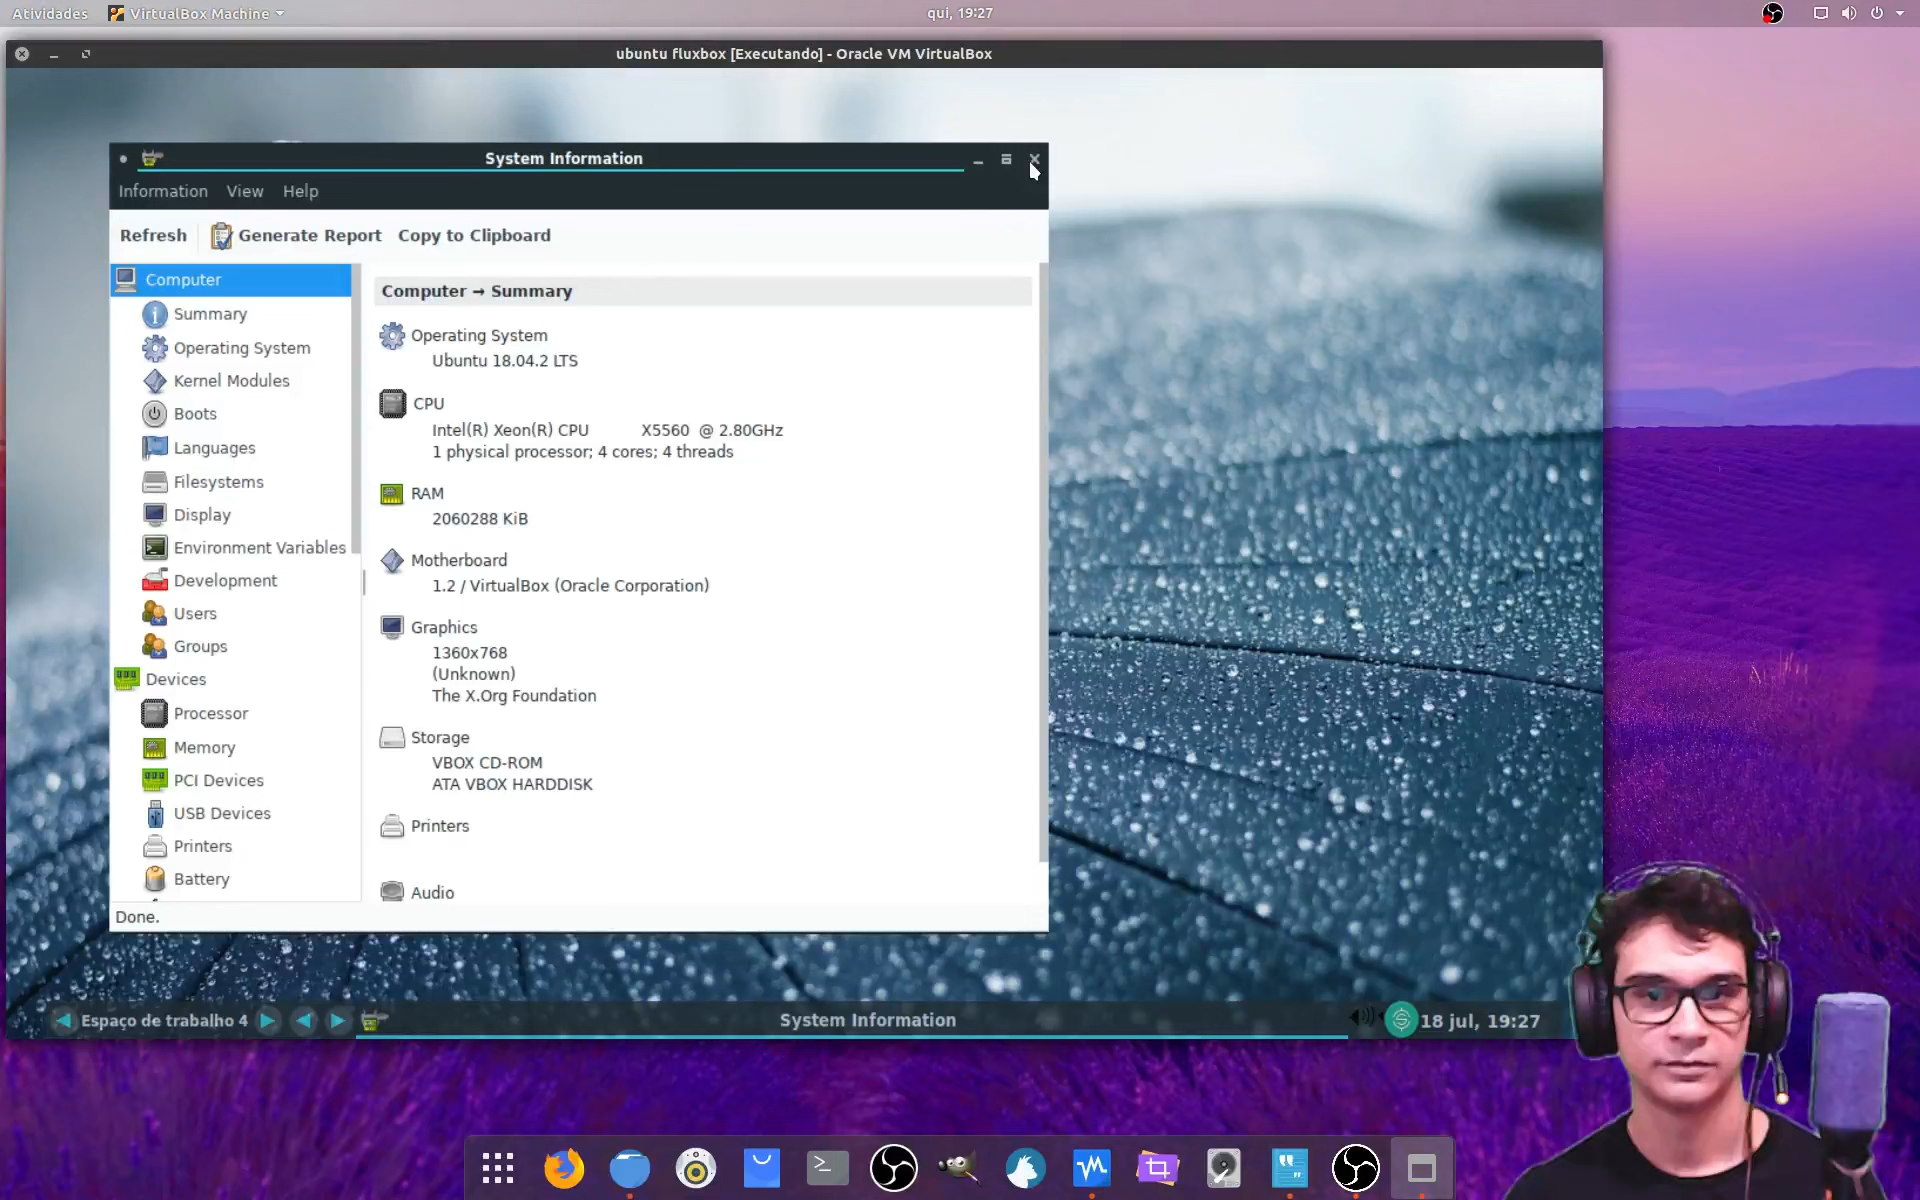 Atividades
VirtualBox Machine
qui, 19:27
ubuntu fluxbox [Executando] - Oracle VM VirtualBox
System Information
Information View Help
Refresh Generate Report Copy to Clipboard
Computer
Summary
Operating System
Kernel Modules
Boots
Languages
Filesystems
Display
Environment Variables
Development
Users
Groups
Devices
Processor
Memory
PCI Devices
USB Devices
Printers
Battery
Computer → Summary
Operating System
Ubuntu 18.04.2 LTS
CPU
Intel(R) Xeon(R) CPU X5560 @ 2.80GHz
1 physical processor; 4 cores; 4 threads
RAM
2060288 KiB
Motherboard
1.2 / VirtualBox (Oracle Corporation)
Graphics
1360x768
(Unknown)
The X.Org Foundation
Storage
VBOX CD-ROM
ATA VBOX HARDDISK
Printers
Audio
Done.
Espaço de trabalho 4
System Information
18 jul, 19:27